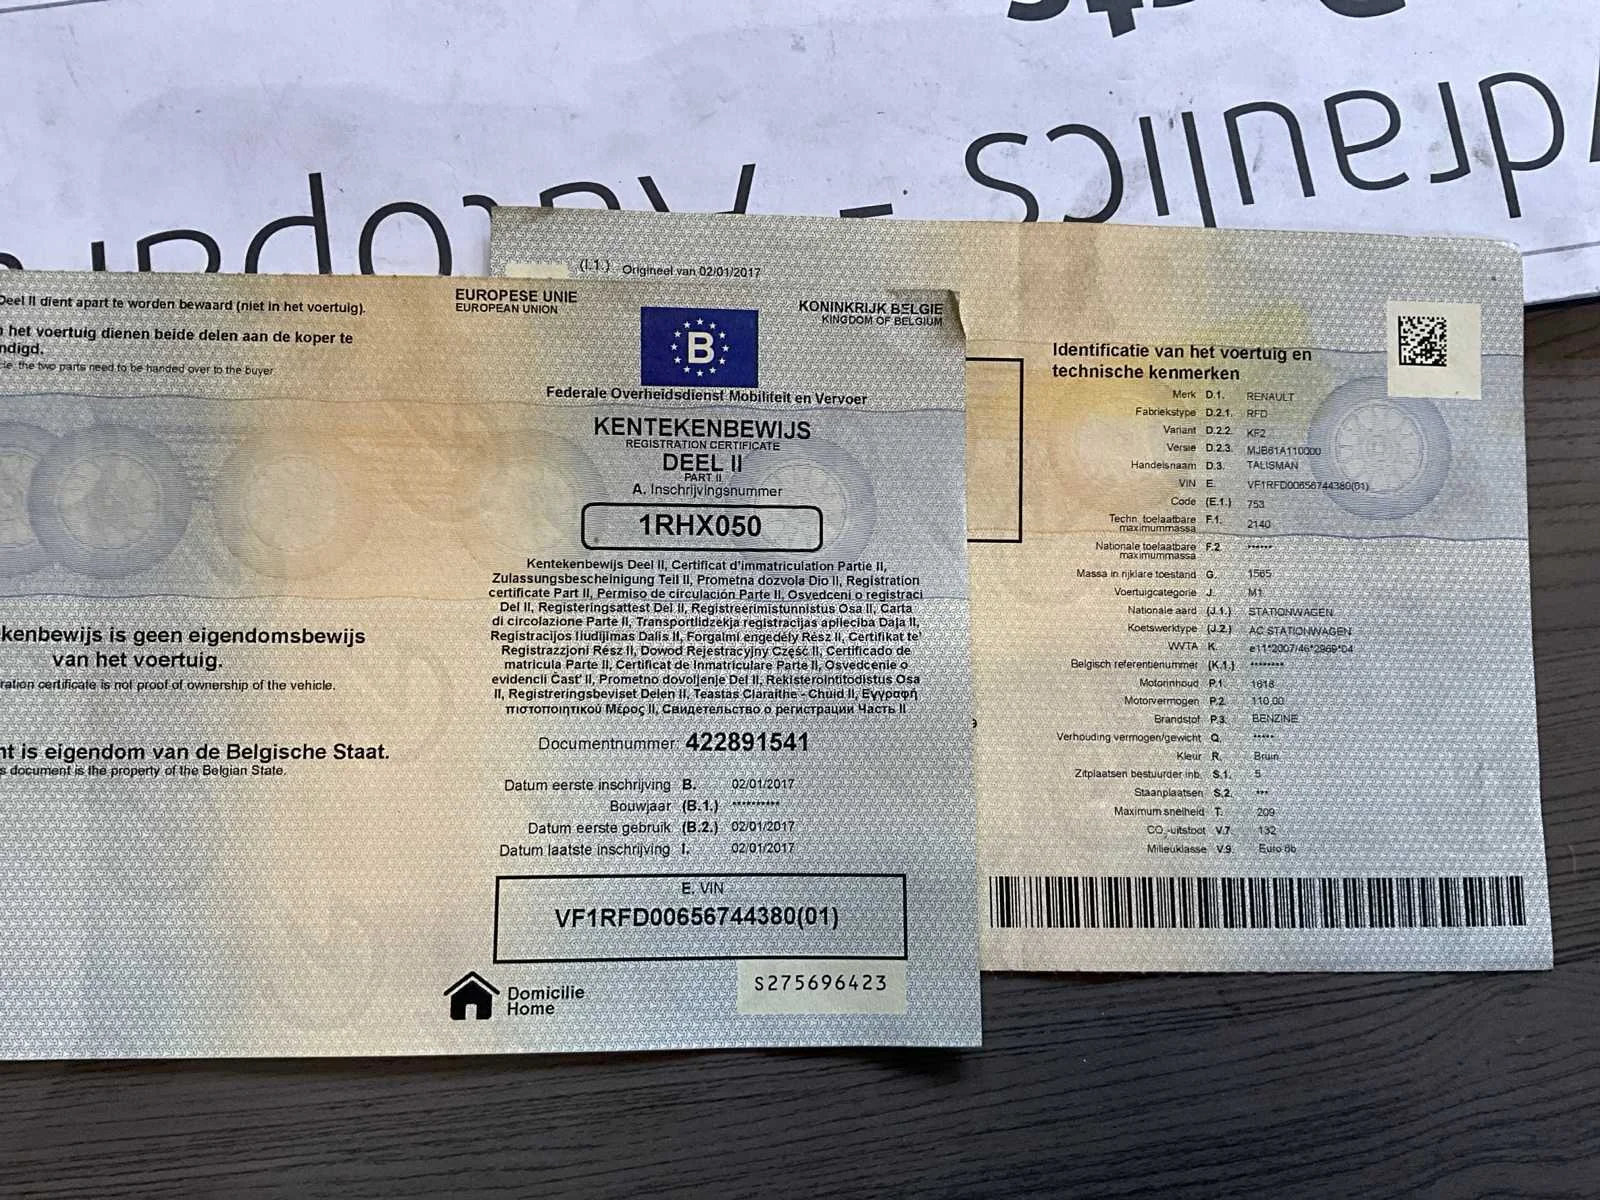 Deel II dient apart te worden bewaard (niet in het voertuig).
het voertuig dienen beide delen aan de koper te
the two parts need to be handed over to the buyer
is geen eigendomsbewijs
van het voertuig.
certificate is not proof of ownership of the vehicle.
is eigendom van de Belgische Staat.
document is the property of the Belgian State.
EUROPESE UNIE
EUROPEAN UNION
KONINKRIJK BELGIE
KINGDOM OF BELGIUM
B
Federale Overheidsdienst Mobiliteit en Vervoer
KENTEKENBEWIJS
REGISTRATION CERTIFICATE
DEEL II
PART II
A. Inschrijvingsnummer
1RHX050
Kentekenbewijs Deel II, Certificat d'immatriculation Partie II,
Zulassungsbescheinigung Teil II, Prometna dozvola Dio II, Registration
certificate Part II, Permiso de circulación Parte II, Osvedceni o registraci
Del II, Registeringsattest Del II, Registreerimistunnistus Osa II, Carta
di circolazione Parte II, Transportlidzekja registracijas aplieciba Daļa II,
Registracijos liudijimas Dalis II, Forgalmi engedély Rész II, Certifikat te'
Registrazzjoni Rész II, Dowod Rejestracyjny Część II, Certificado de
matricula Parte II, Certificat de Inmatriculare Parte II, Osvedcenie o
evidencii Časť II, Prometno dovoljenje Del II, Rekisterointitodistus Osa
II, Registreringsbeviset Delen II, Teastas Claraithe - Chuid II, Εγγραφή
πιστοποιητικού Μέρος II, Свидетельство о регистрации Часть II
Documentnummer: 422891541
Datum eerste inschrijving B. 02/01/2017
Bouwjaar (B.1.) **********
Datum eerste gebruik (B.2.) 02/01/2017
Datum laatste inschrijving I. 02/01/2017
E. VIN
VF1RFD00656744380(01)
Domicilie
Home
S275696423
(I.1.) Origineel van 02/01/2017
Identificatie van het voertuig en
technische kenmerken
Merk D.1. RENAULT
Fabriekstype D.2.1. RFD
Variant D.2.2. KF2
Versie D.2.3. MJB61A110000
Handelsnaam D.3. TALISMAN
VIN E. VF1RFD00656744380(01)
Code (E.1.) 753
Techn. toelaatbare F.1. 2140
maximummassa
Nationale toelaatbare F.2. ******
maximummassa
Massa in rijklare toestand G. 1565
Voertuigcategorie J. M1
Nationale aard (J.1.) STATIONWAGEN
Koetswerktype (J.2.) AC STATIONWAGEN
WVTA K. e11*2007/46*2969*04
Belgisch referentienummer (K.1.) ********
Motorinhoud P.1. 1618
Motorvermogen P.2. 110.00
Brandstof P.3. BENZINE
Verhouding vermogen/gewicht Q. *****
Kleur R. Bruin
Zitplaatsen bestuurder inb. S.1. 5
Staanplaatsen S.2. ***
Maximum snelheid T. 209
CO₂-uitstoot V.7. 132
Milieuklasse V.9. Euro 6b